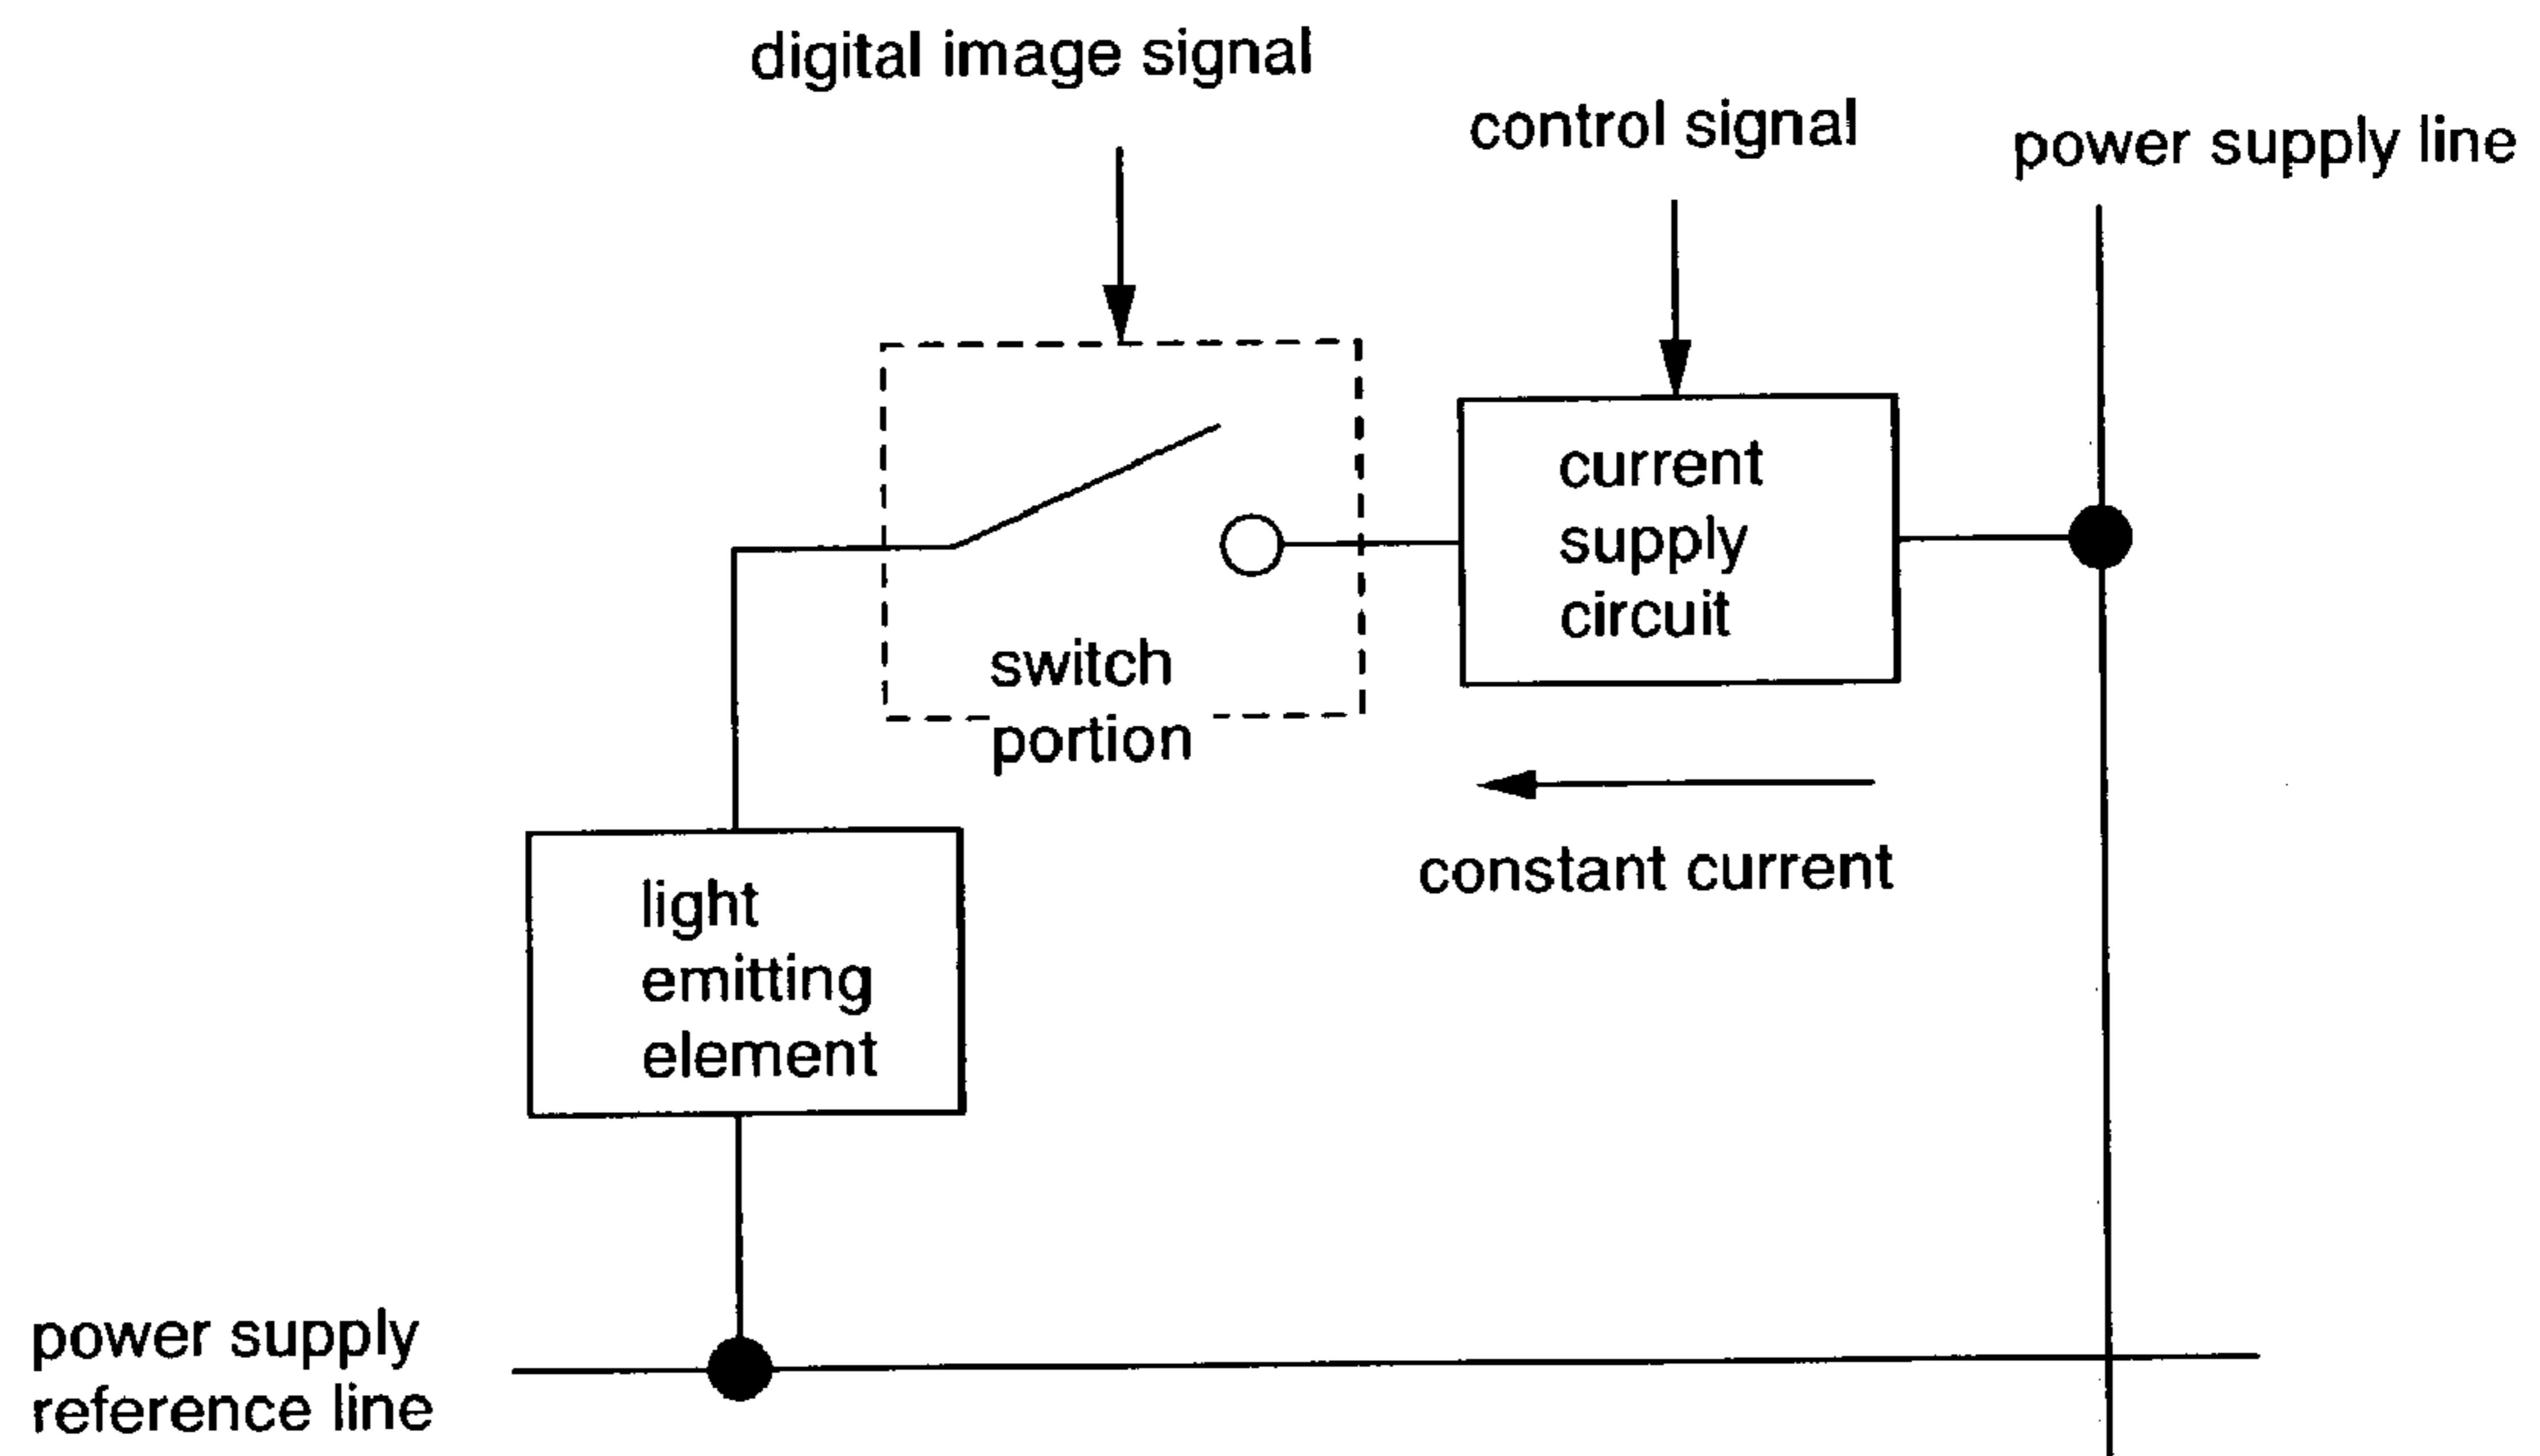 digital image signal
control signal
power supply line
current
supply
circuit
switch
portion
constant current
light
emitting
element
power supply
reference line